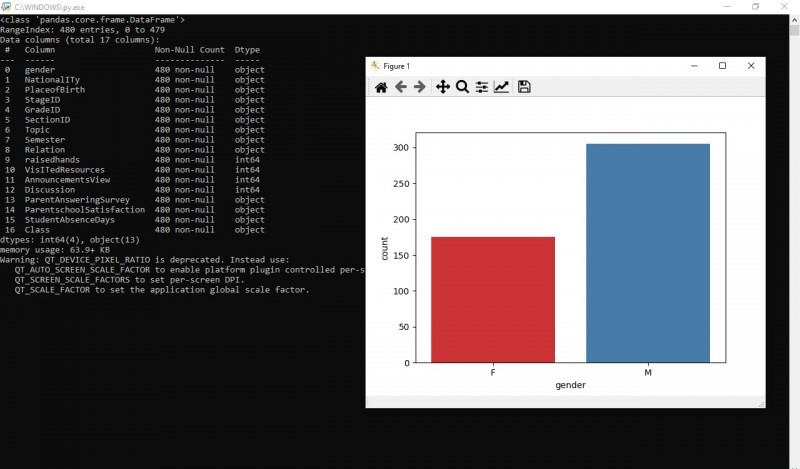 C:\WINDOWS\py.exe
<class 'pandas.core.frame.DataFrame'>
RangeIndex: 480 entries, 0 to 479
Data columns (total 17 columns):
 #   Column                    Non-Null Count  Dtype
---  ------                    --------------  -----
 0   gender                    480 non-null    object
 1   NationalITy               480 non-null    object
 2   PlaceofBirth              480 non-null    object
 3   StageID                   480 non-null    object
 4   GradeID                   480 non-null    object
 5   SectionID                 480 non-null    object
 6   Topic                     480 non-null    object
 7   Semester                  480 non-null    object
 8   Relation                  480 non-null    object
 9   raisedhands               480 non-null    int64
 10  VisITedResources          480 non-null    int64
 11  AnnouncementsView         480 non-null    int64
 12  Discussion                480 non-null    int64
 13  ParentAnsweringSurvey     480 non-null    object
 14  ParentschoolSatisfaction  480 non-null    object
 15  StudentAbsenceDays        480 non-null    object
 16  Class                     480 non-null    object
dtypes: int64(4), object(13)
memory usage: 63.9+ KB
Warning: QT_DEVICE_PIXEL_RATIO is deprecated. Instead use:
   QT_AUTO_SCREEN_SCALE_FACTOR to enable platform plugin controlled per-s
   QT_SCREEN_SCALE_FACTORS to set per-screen DPI.
   QT_SCALE_FACTOR to set the application global scale factor.
Figure 1
300
250
200
150
100
50
0
count
F M
gender